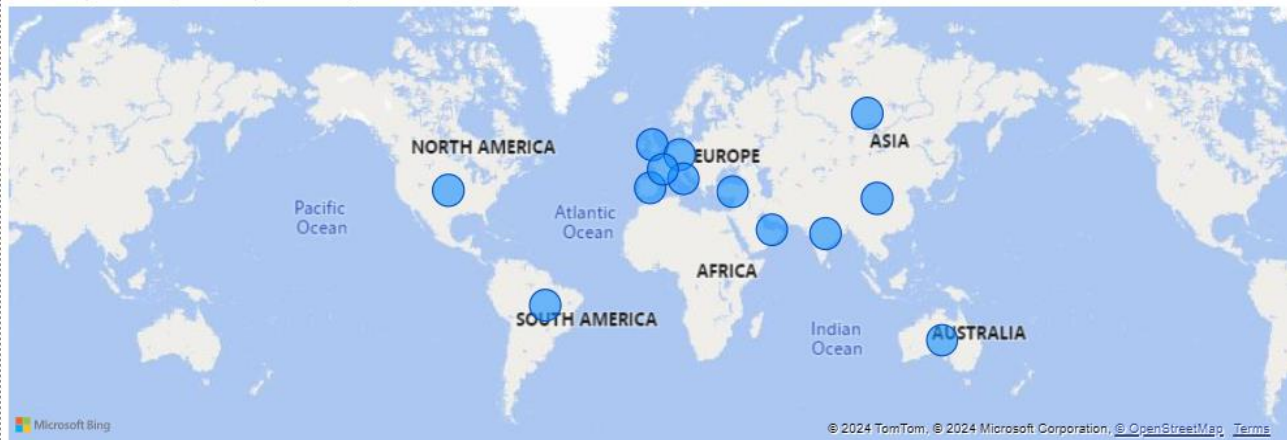 NORTH AMERICA
EUROPE
ASIA
Pacific
Ocean
Atlantic
Ocean
AFRICA
SOUTH AMERICA
Indian
Ocean
AUSTRALIA
Microsoft Bing
© 2024 TomTom, © 2024 Microsoft Corporation, © OpenStreetMap Terms